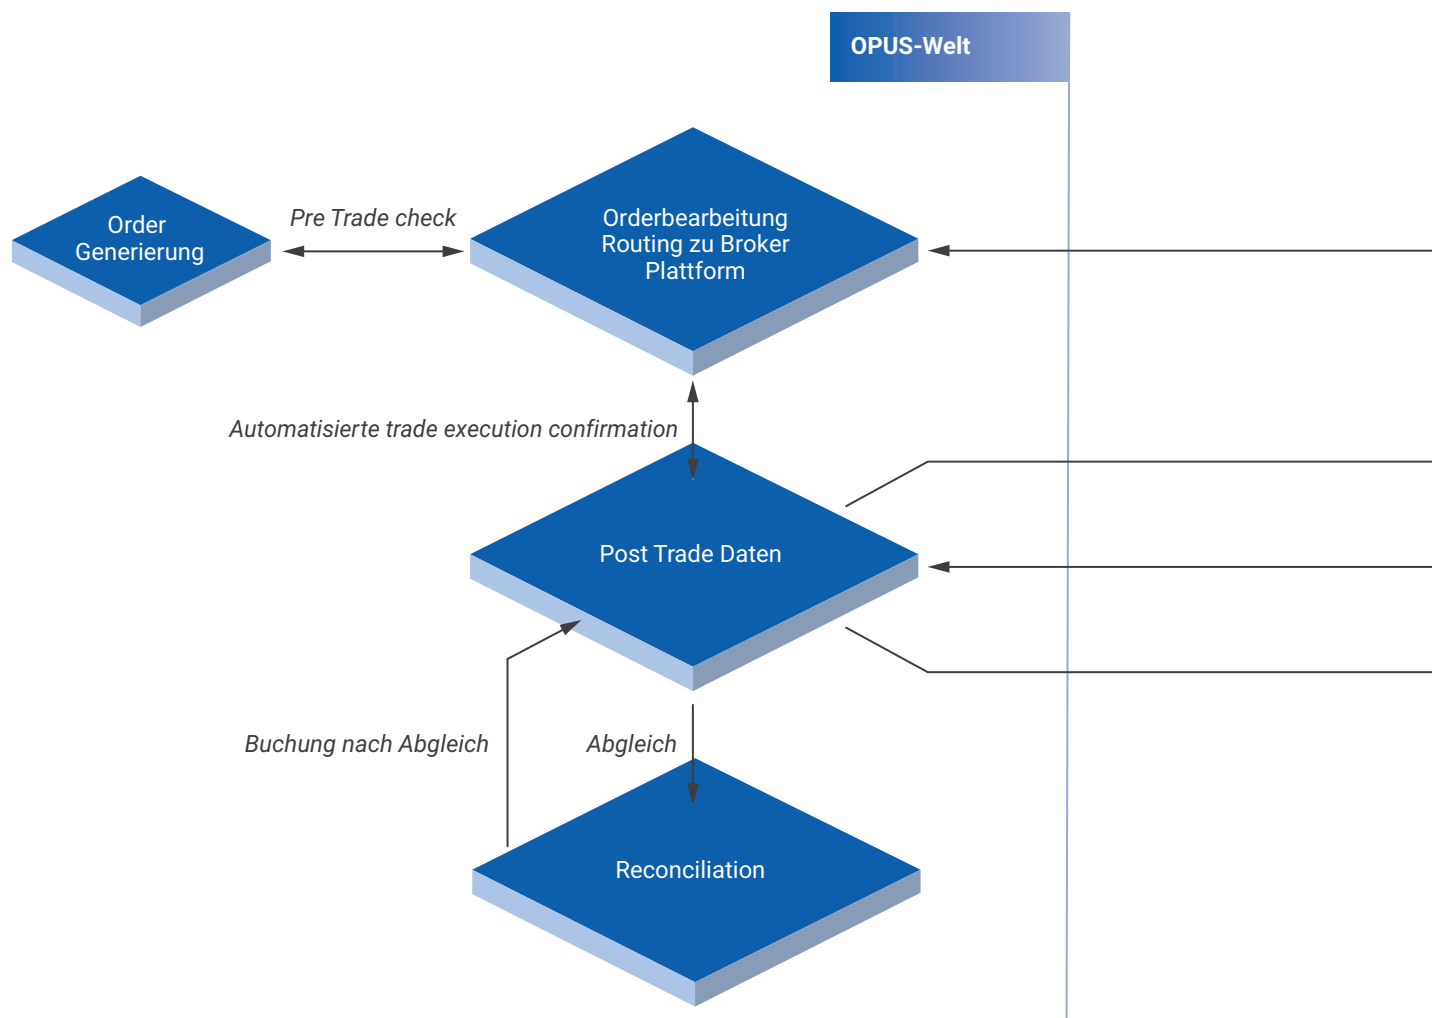 OPUS-Welt
Order
Generierung
Pre Trade check
Orderbearbeitung
Routing zu Broker
Plattform
Automatisierte trade execution confirmation
Post Trade Daten
Buchung nach Abgleich
Abgleich
Reconciliation